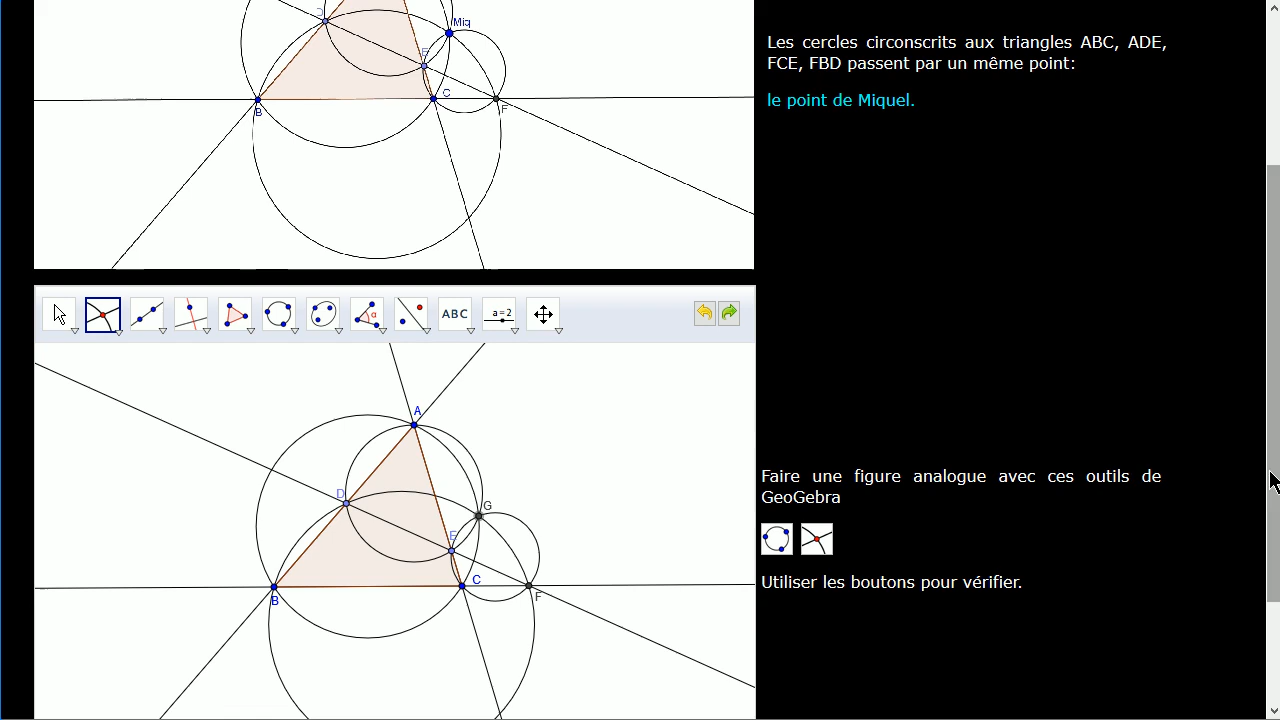 Miq
B
C
F
Les cercles circonscrits aux triangles ABC, ADE,
FCE, FBD passent par un même point:
le point de Miquel.
α
ABC
a=2
A
D
G
E
C
B
F
Faire une figure analogue avec ces outils de
GeoGebra
Utiliser les boutons pour vérifier.